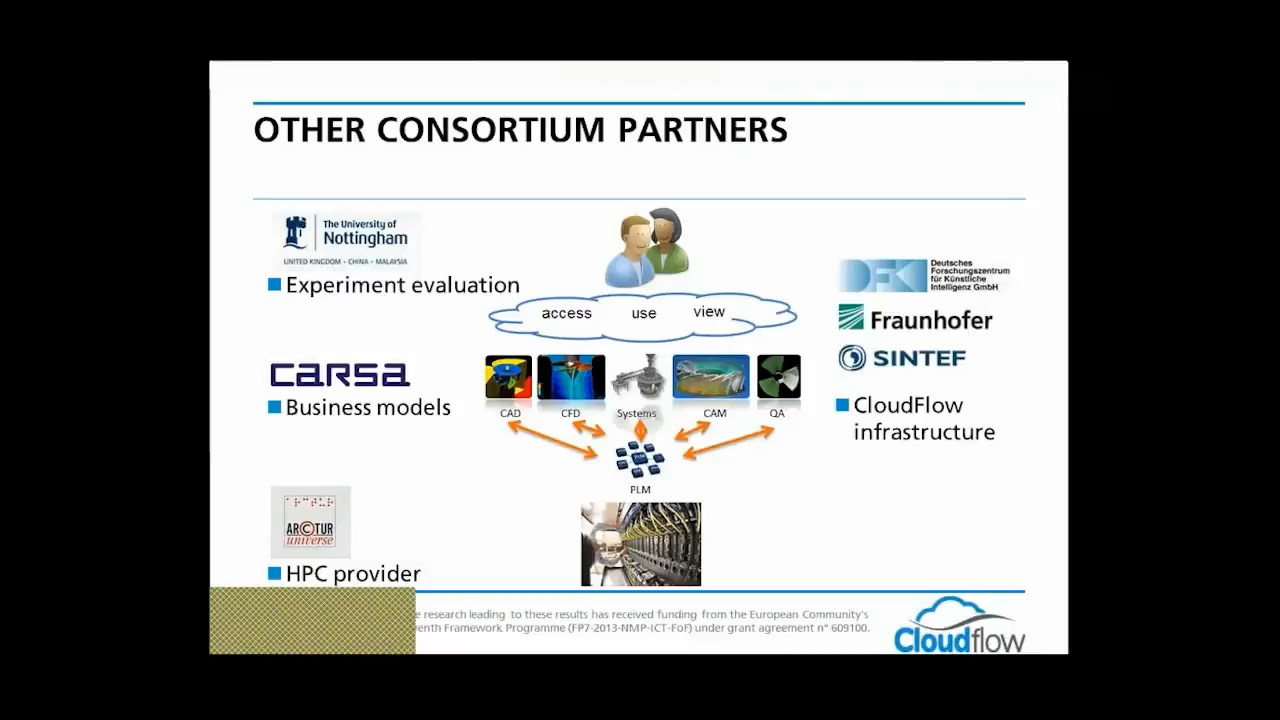 OTHER CONSORTIUM PARTNERS
The University of
Nottingham
UNITED KINGDOM • CHINA • MALAYSIA
Experiment evaluation
access use view
DFKI
Deutsches
Forschungszentrum
für Künstliche
Intelligenz GmbH
Fraunhofer
SINTEF
CARSA
Business models
CAD CFD Systems CAM QA
CloudFlow
infrastructure
PLM
PLM
ARCTUR
universe
HPC provider
e research leading to these results has received funding from the European Community's
enth Framework Programme (FP7-2013-NMP-ICT-FoF) under grant agreement n° 609100.
Cloudflow